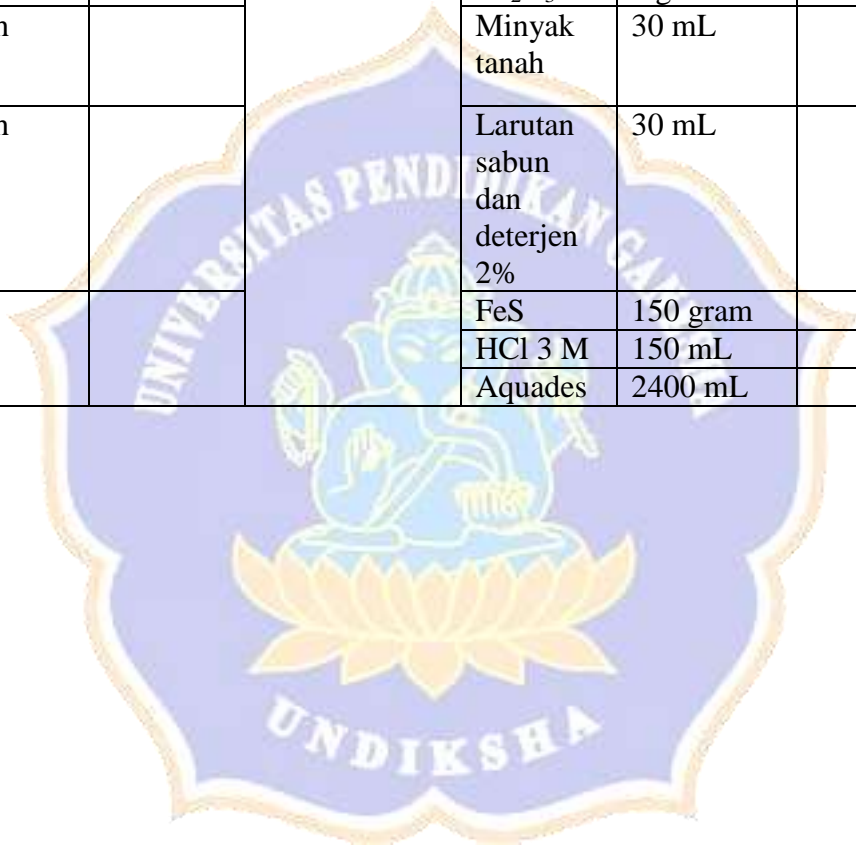 n
Minyak 30 mL
tanah
n
Larutan 30 mL
sabun
dan
deterjen
2%
FeS 150 gram
HCl 3 M 150 mL
Aquades 2400 mL
UNIVERSITAS PENDIDIKAN GANESHA
UNDIKSHA